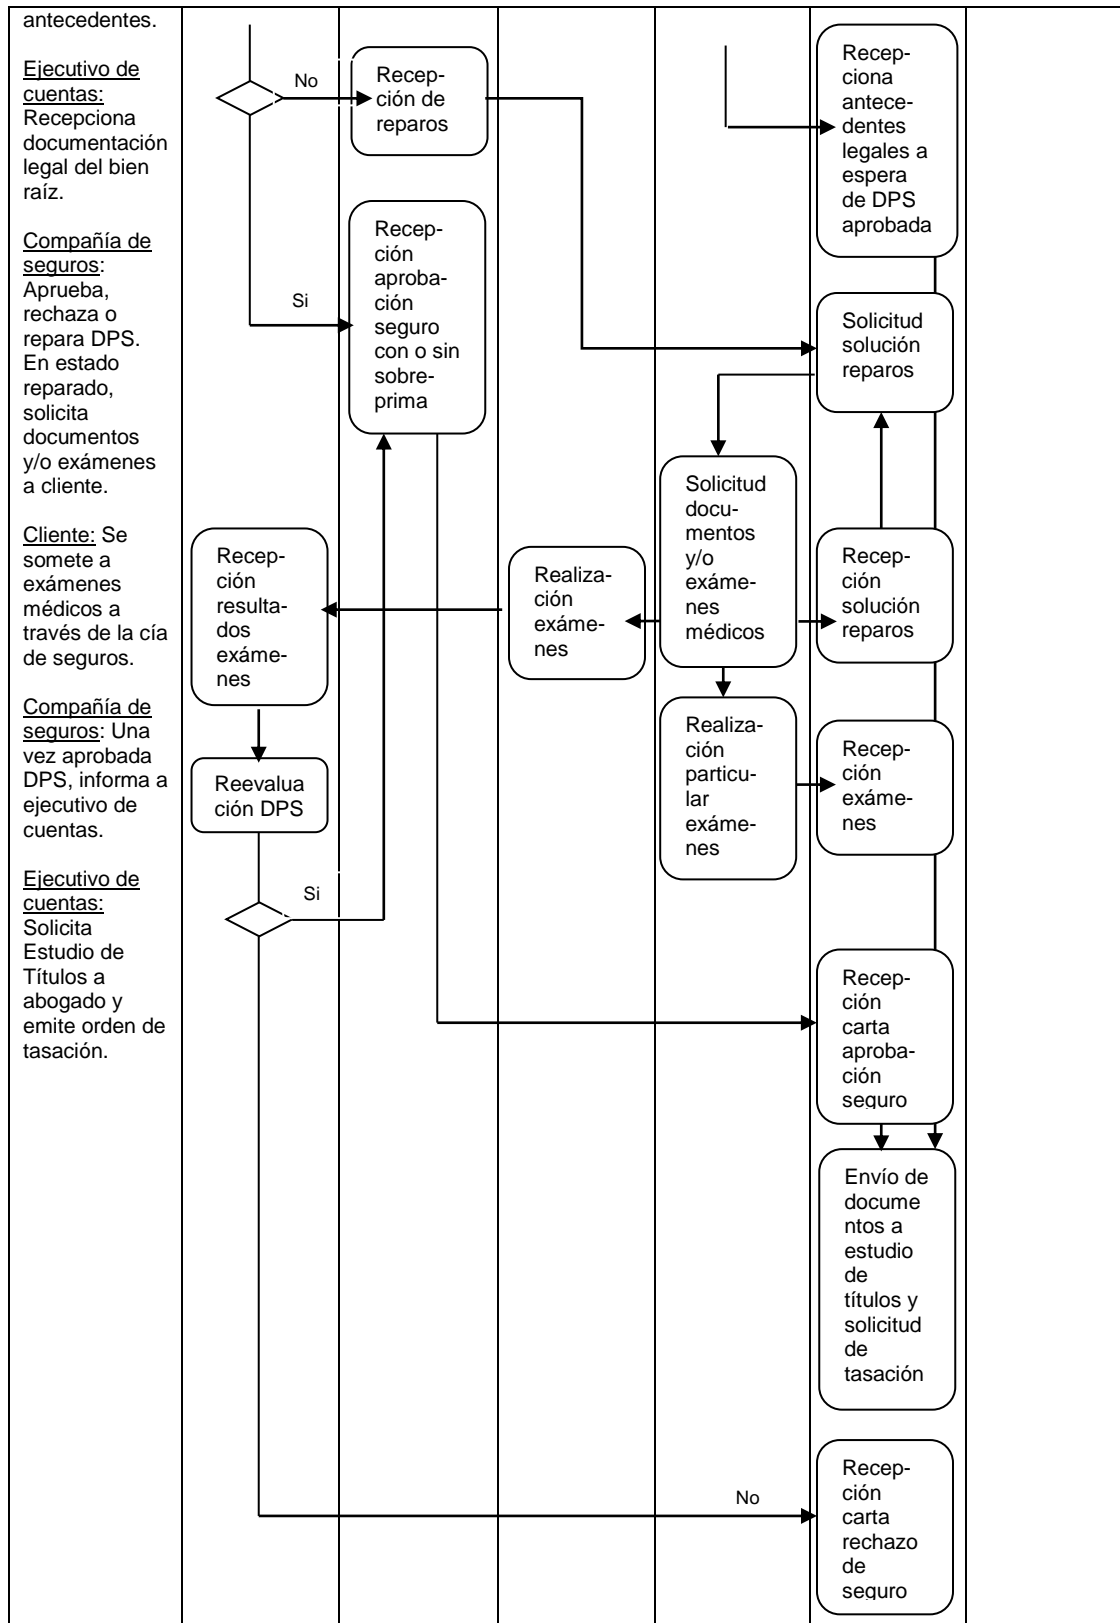 antecedentes.
Ejecutivo de
cuentas:
Recepciona
documentación
legal del bien
raíz.
Compañía de
seguros:
Aprueba,
rechaza o
repara DPS.
En estado
reparado,
solicita
documentos
y/o exámenes
a cliente.
Cliente: Se
somete a
exámenes
médicos a
través de la cía
de seguros.
Compañía de
seguros: Una
vez aprobada
DPS, informa a
ejecutivo de
cuentas.
Ejecutivo de
cuentas:
Solicita
Estudio de
Títulos a
abogado y
emite orden de
tasación.
No
Recep-
ción de
reparos
Recep-
ciona
antece-
dentes
legales a
espera
de DPS
aprobada
Si
Recep-
ción
aproba-
ción
seguro
con o sin
sobre-
prima
Solicitud
solución
reparos
Solicitud
docu-
mentos
y/o
exáme-
nes
médicos
Recep-
ción
resulta-
dos
exáme-
nes
Realiza-
ción
exáme-
nes
Recep-
ción
solución
reparos
Reevalua
ción DPS
Realiza-
ción
particu-
lar
exáme-
nes
Recep-
ción
exáme-
nes
Si
Recep-
ción
carta
aproba-
ción
seguro
Envío de
docume
ntos a
estudio
de
títulos y
solicitud
de
tasación
No
Recep-
ción
carta
rechazo
de
seguro